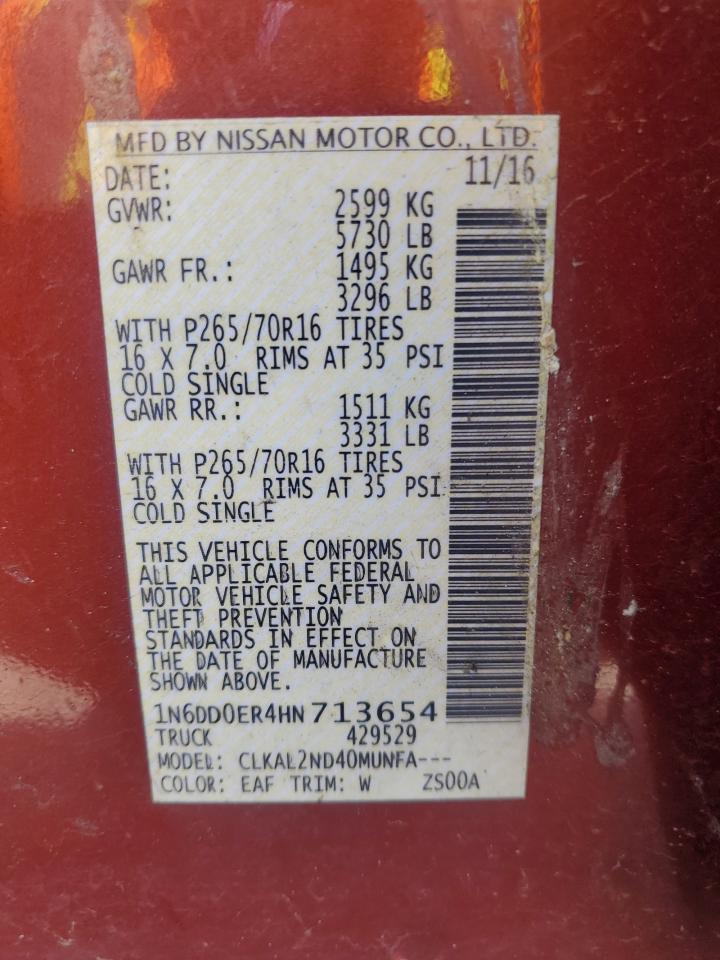 MFD BY NISSAN MOTOR CO., LTD.
DATE: 11/16
GVWR: 2599 KG
5730 LB
GAWR FR.: 1495 KG
3296 LB
WITH P265/70R16 TIRES
16 X 7.0 RIMS AT 35 PSI
COLD SINGLE
GAWR RR.: 1511 KG
3331 LB
WITH P265/70R16 TIRES
16 X 7.0 RIMS AT 35 PSI
COLD SINGLE
THIS VEHICLE CONFORMS TO
ALL APPLICABLE FEDERAL
MOTOR VEHICLE SAFETY AND
THEFT PREVENTION
STANDARDS IN EFFECT ON
THE DATE OF MANUFACTURE
SHOWN ABOVE.
1N6DD0ER4HN713654
TRUCK 429529
MODEL: CLKAL2ND40MUNFA---
COLOR: EAF TRIM: W ZS00A